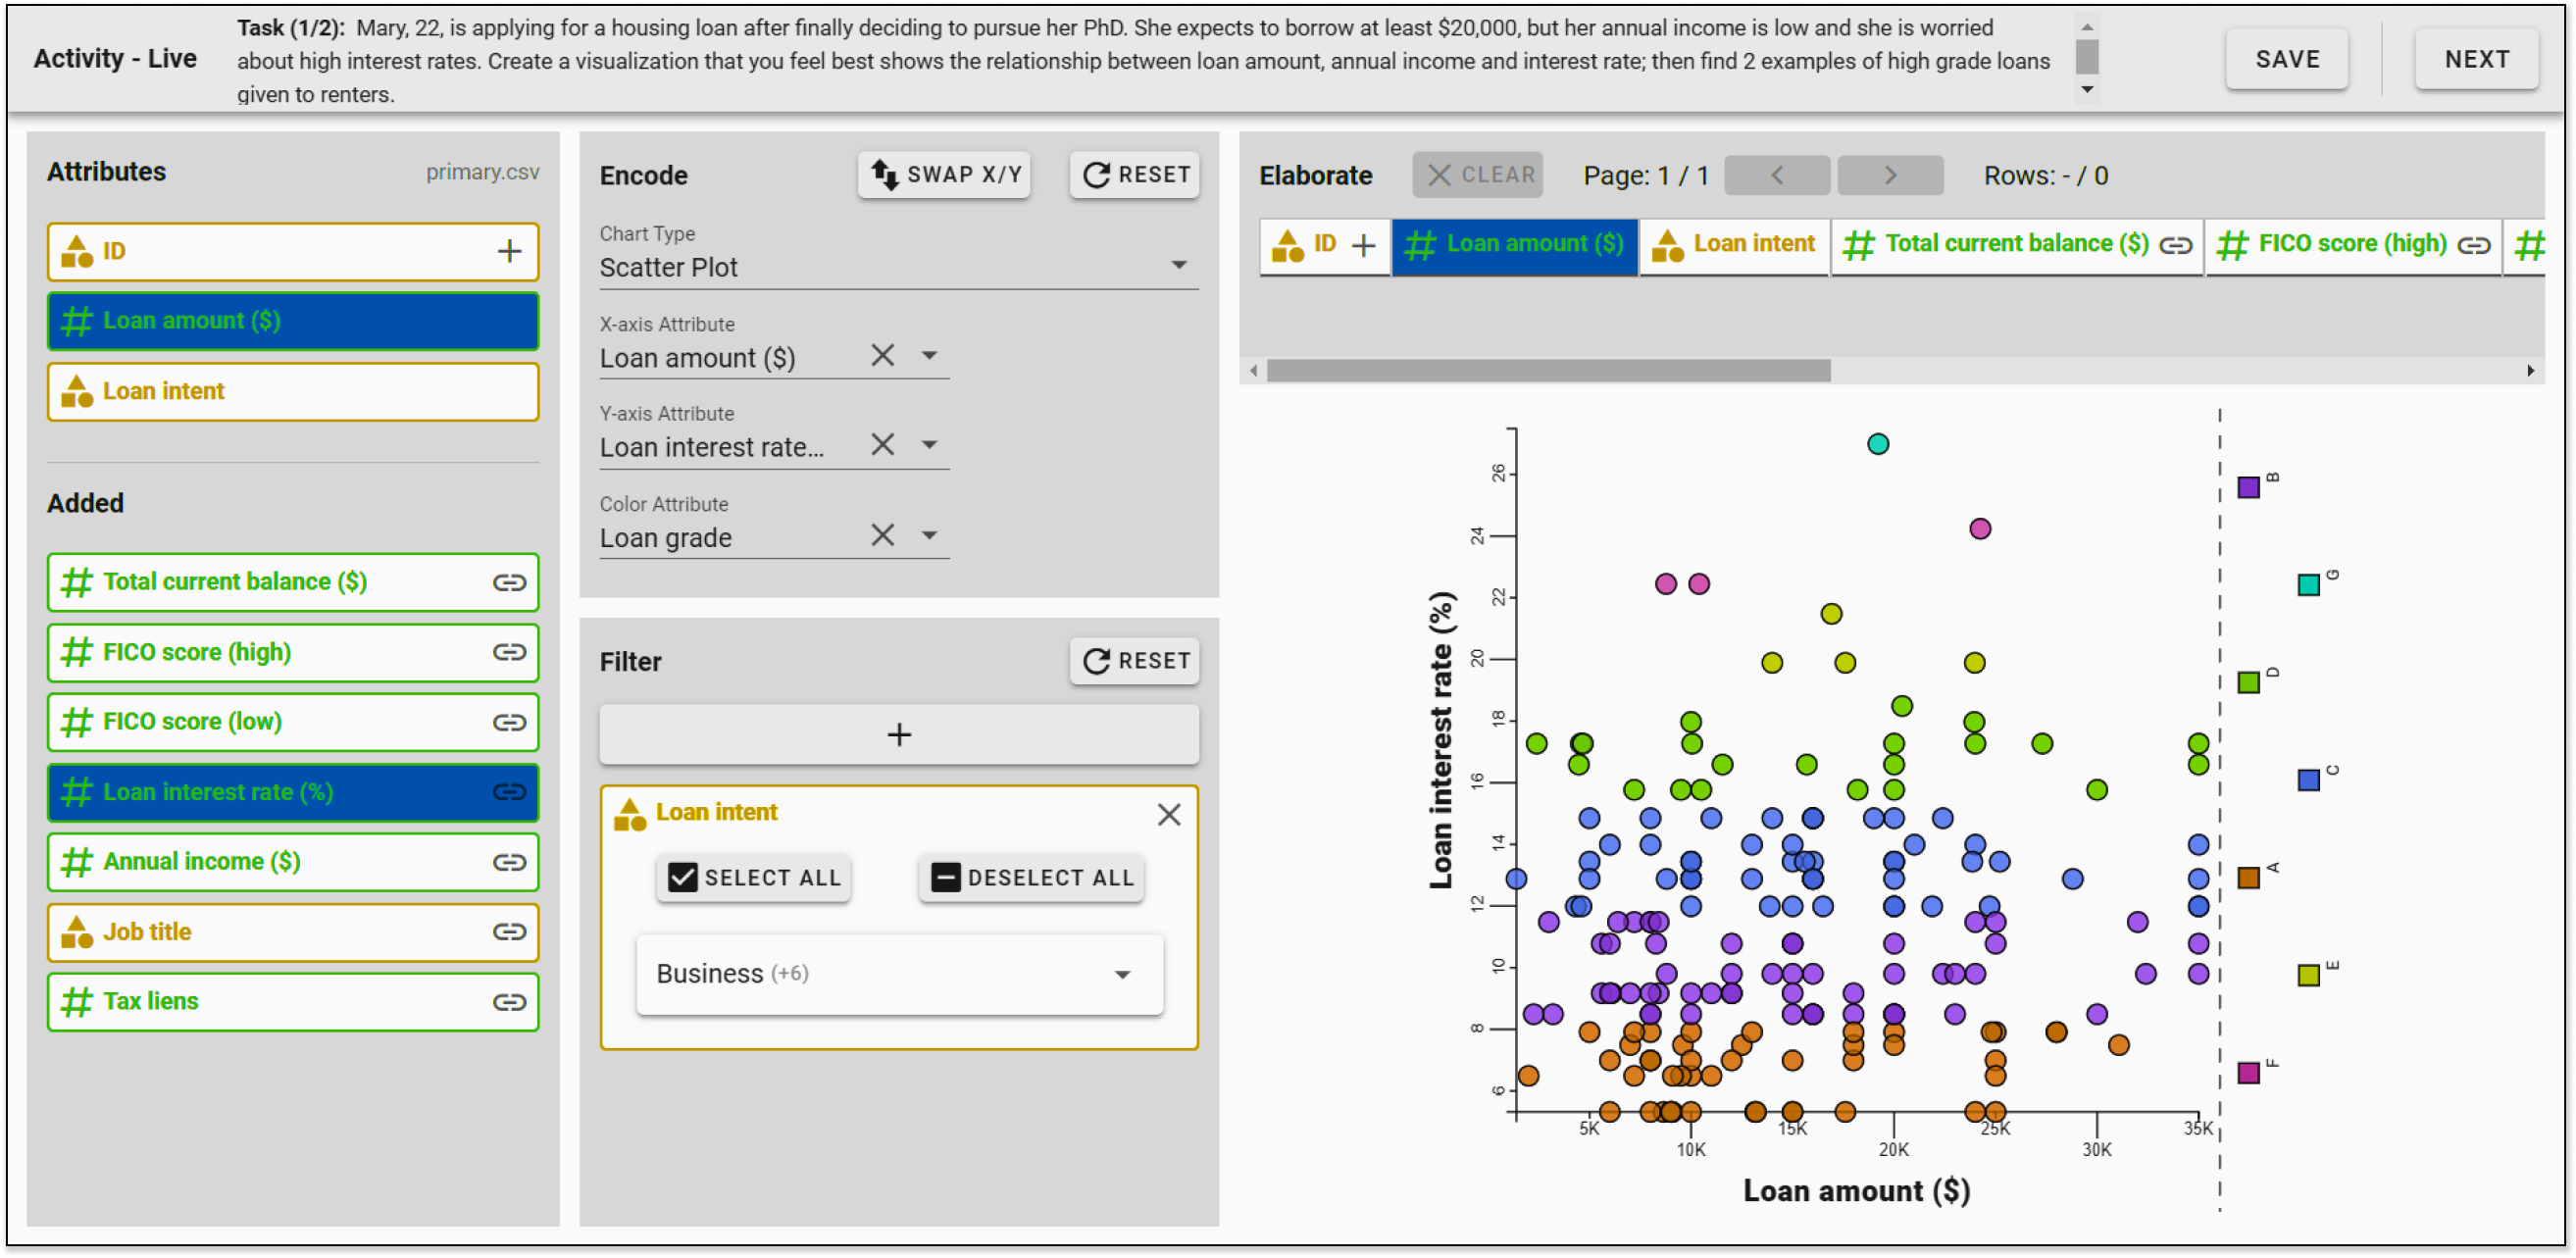 Activity - Live
Task (1/2): Mary, 22, is applying for a housing loan after finally deciding to pursue her PhD. She expects to borrow at least $20,000, but her annual income is low and she is worried
about high interest rates. Create a visualization that you feel best shows the relationship between loan amount, annual income and interest rate; then find 2 examples of high grade loans
given to renters.
SAVE
NEXT
Attributes
primary.csv
ID
Loan amount ($)
Loan intent
Added
Total current balance ($)
FICO score (high)
FICO score (low)
Loan interest rate (%)
Annual income ($)
Job title
Tax liens
Encode
SWAP X/Y
RESET
Chart Type
Scatter Plot
X-axis Attribute
Loan amount ($)
Y-axis Attribute
Loan interest rate...
Color Attribute
Loan grade
Filter
RESET
+
Loan intent
SELECT ALL
DESELECT ALL
Business (+6)
Elaborate
CLEAR
Page: 1 / 1
Rows: - / 0
ID
Loan amount ($)
Loan intent
Total current balance ($)
FICO score (high)
Loan interest rate (%)
26
24
22
20
18
16
14
12
10
8
6
5K
10K
15K
20K
25K
30K
35K
Loan amount ($)
B
G
D
C
A
E
F